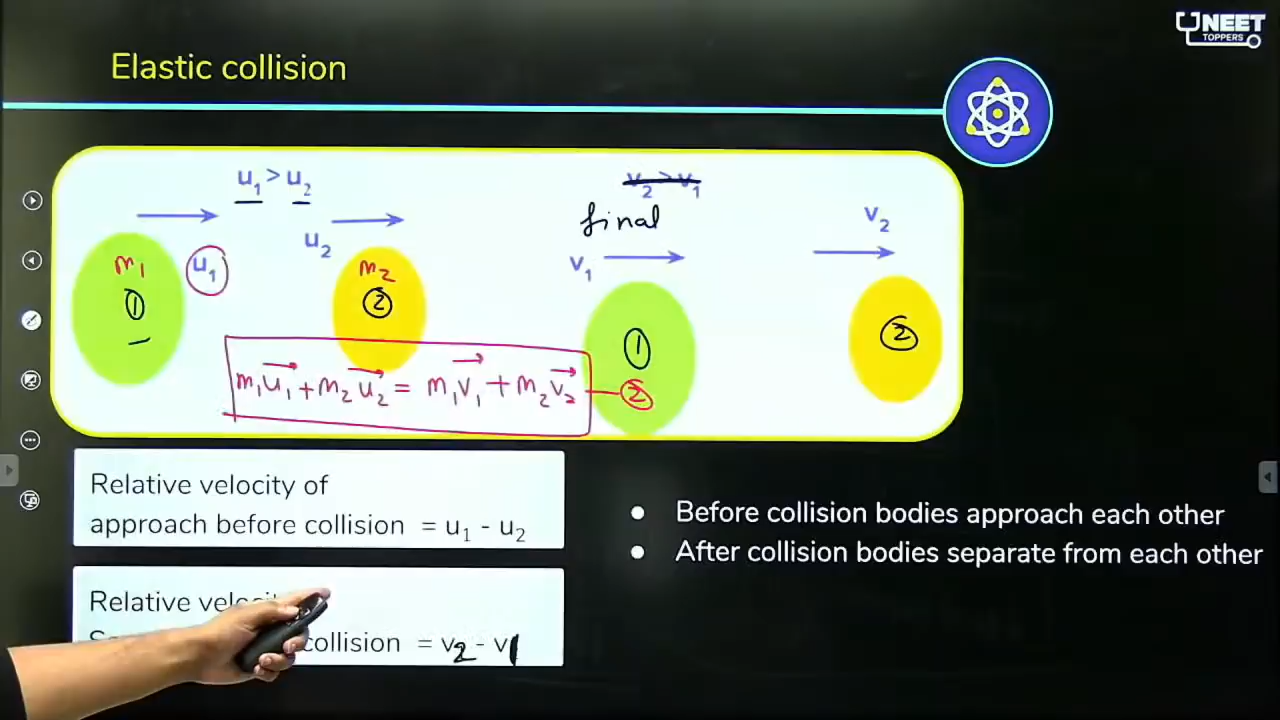 NEET
TOPPERS
Elastic collision
u₁ > u₂
v₂ > v₁
final
u₁
u₂
v₁
v₂
m₁
m₂
①
②
①
②
m₁u₁ + m₂u₂ = m₁v₁ + m₂v₂ — ②
Relative velocity of
approach before collision = u₁ - u₂
Relative
collision = v₂ - v₁
● Before collision bodies approach each other
● After collision bodies separate from each other